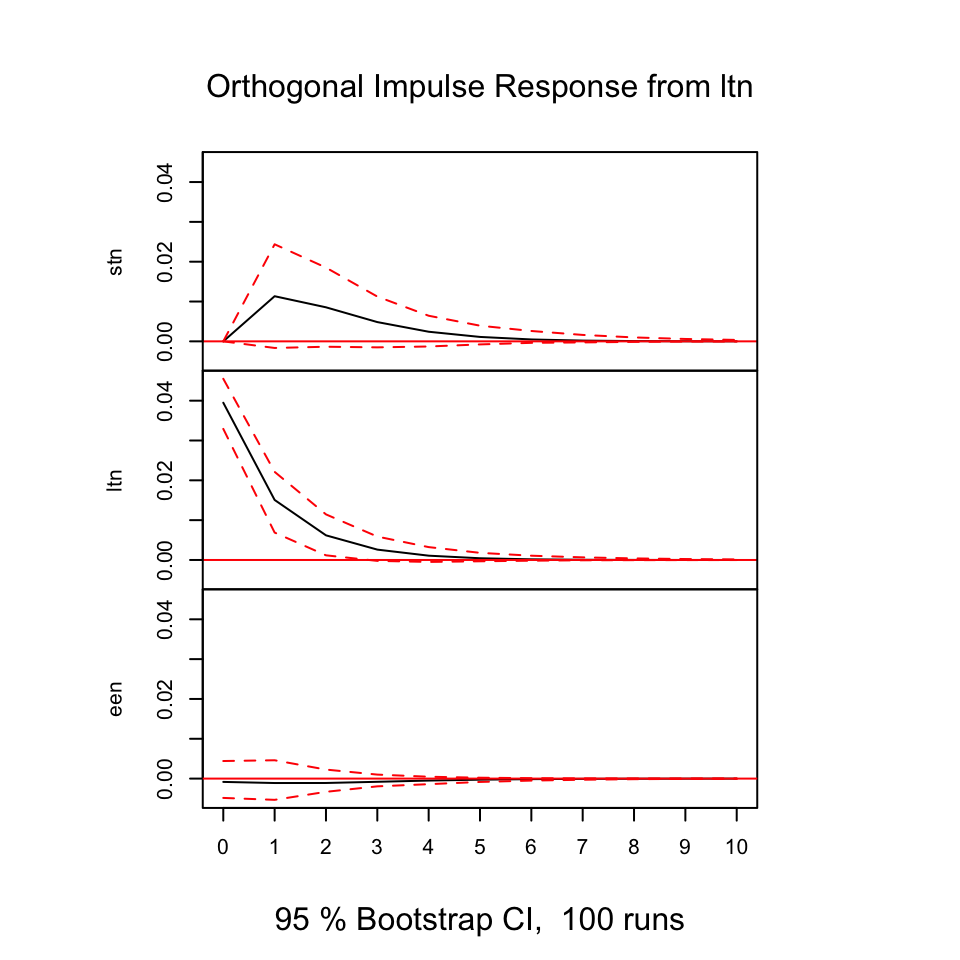 Orthogonal Impulse Response from ltn
stn
0.00 0.02 0.04
ltn
0.00 0.02 0.04
een
0.00 0.02 0.04
0 1 2 3 4 5 6 7 8 9 10
95 % Bootstrap CI,  100 runs